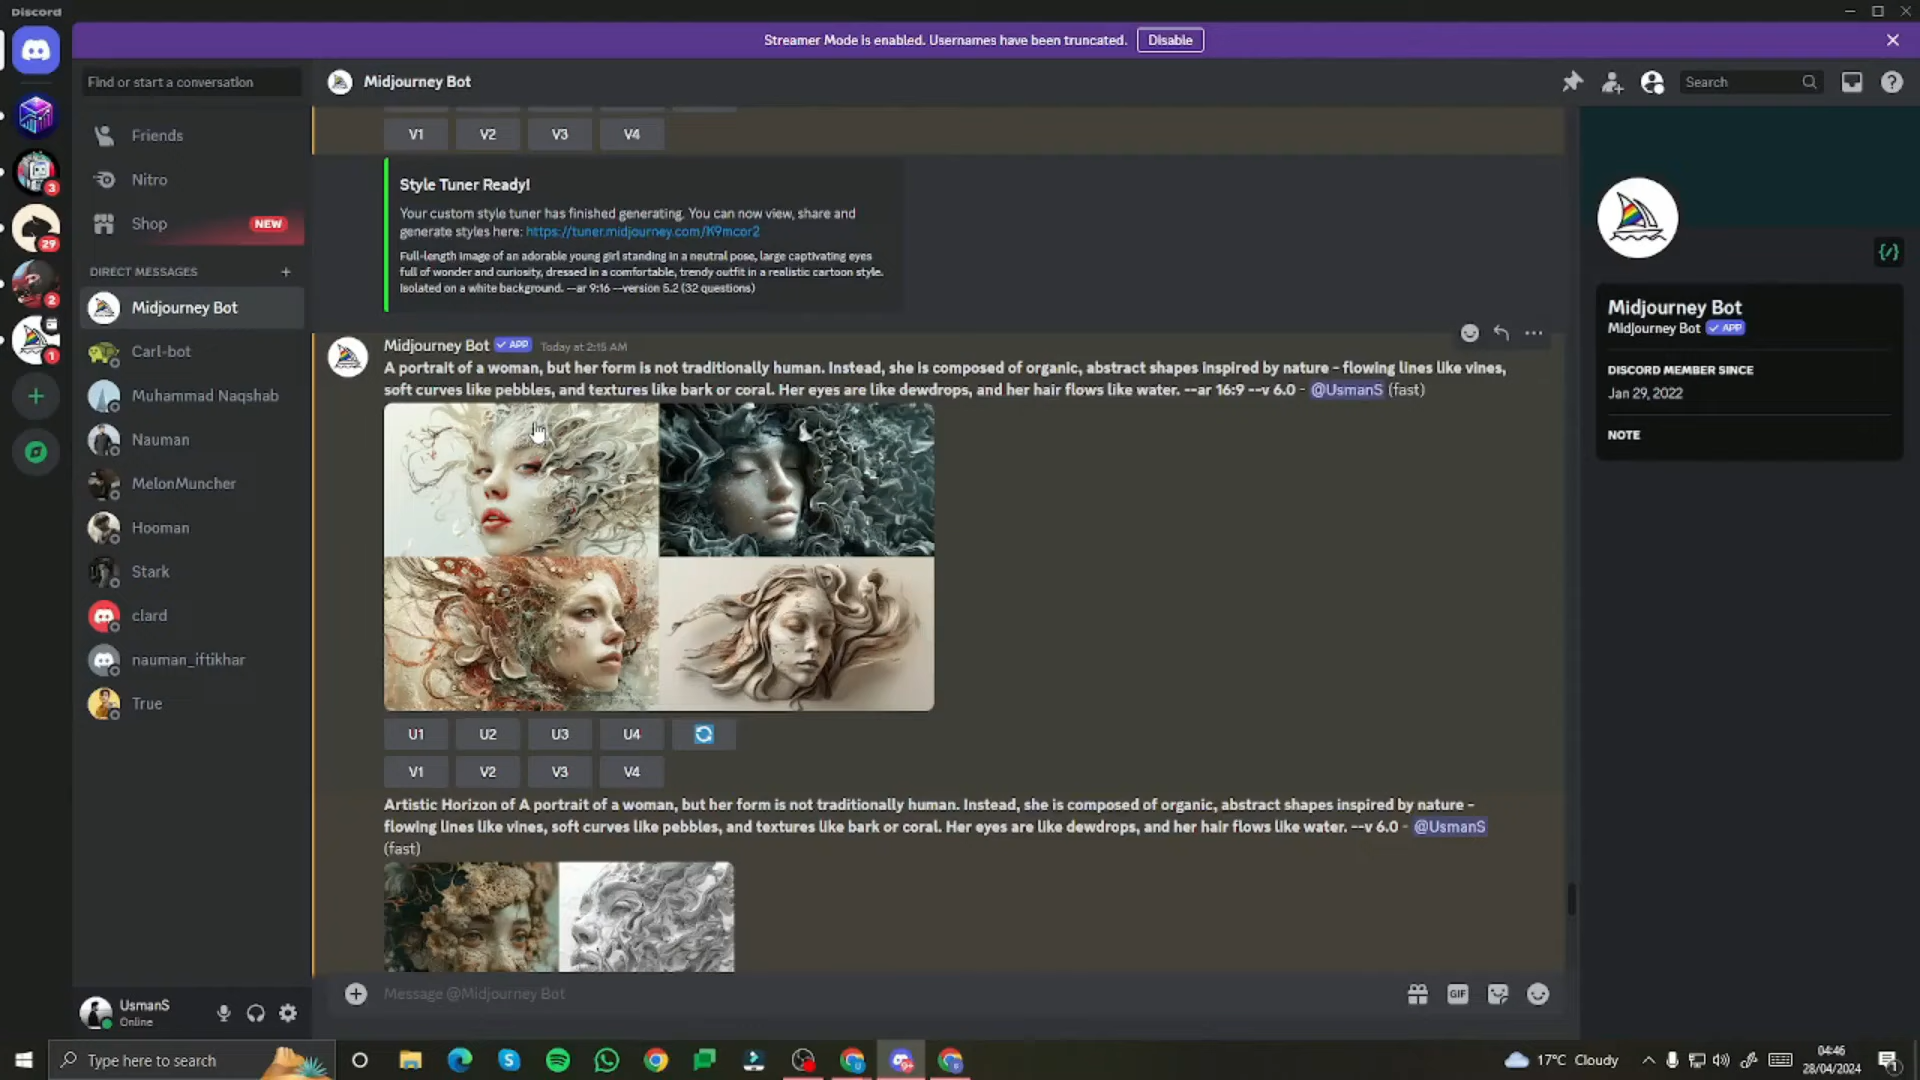 Discord
Streamer Mode is enabled. Usernames have been truncated. Disable
Find or start a conversation
Midjourney Bot
Search
Friends
Nitro
Shop NEW
DIRECT MESSAGES
Midjourney Bot
Carl-bot
Muhammad Naqshab
Nauman
MelonMuncher
Hooman
Stark
clard
nauman_iftikhar
True
UsmanS
Online
3
29
2
1
V1 V2 V3 V4
Style Tuner Ready!
Your custom style tuner has finished generating. You can now view, share and
generate styles here: https://tuner.midjourney.com/K9mcor2
Full-length image of an adorable young girl standing in a neutral pose, large captivating eyes
full of wonder and curiosity, dressed in a comfortable, trendy outfit in a realistic cartoon style.
Isolated on a white background. --ar 9:16 --version 5.2 (32 questions)
Midjourney Bot ✓ APP Today at 2:15 AM
A portrait of a woman, but her form is not traditionally human. Instead, she is composed of organic, abstract shapes inspired by nature - flowing lines like vines,
soft curves like pebbles, and textures like bark or coral. Her eyes are like dewdrops, and her hair flows like water. --ar 16:9 --v 6.0 - @UsmanS (fast)
U1 U2 U3 U4
V1 V2 V3 V4
Artistic Horizon of A portrait of a woman, but her form is not traditionally human. Instead, she is composed of organic, abstract shapes inspired by nature -
flowing lines like vines, soft curves like pebbles, and textures like bark or coral. Her eyes are like dewdrops, and her hair flows like water. --v 6.0 - @UsmanS
(fast)
Message @Midjourney Bot
GIF
Midjourney Bot
Midjourney Bot ✓ APP
DISCORD MEMBER SINCE
Jan 29, 2022
NOTE
Type here to search
17°C Cloudy
04:46
28/04/2024
1